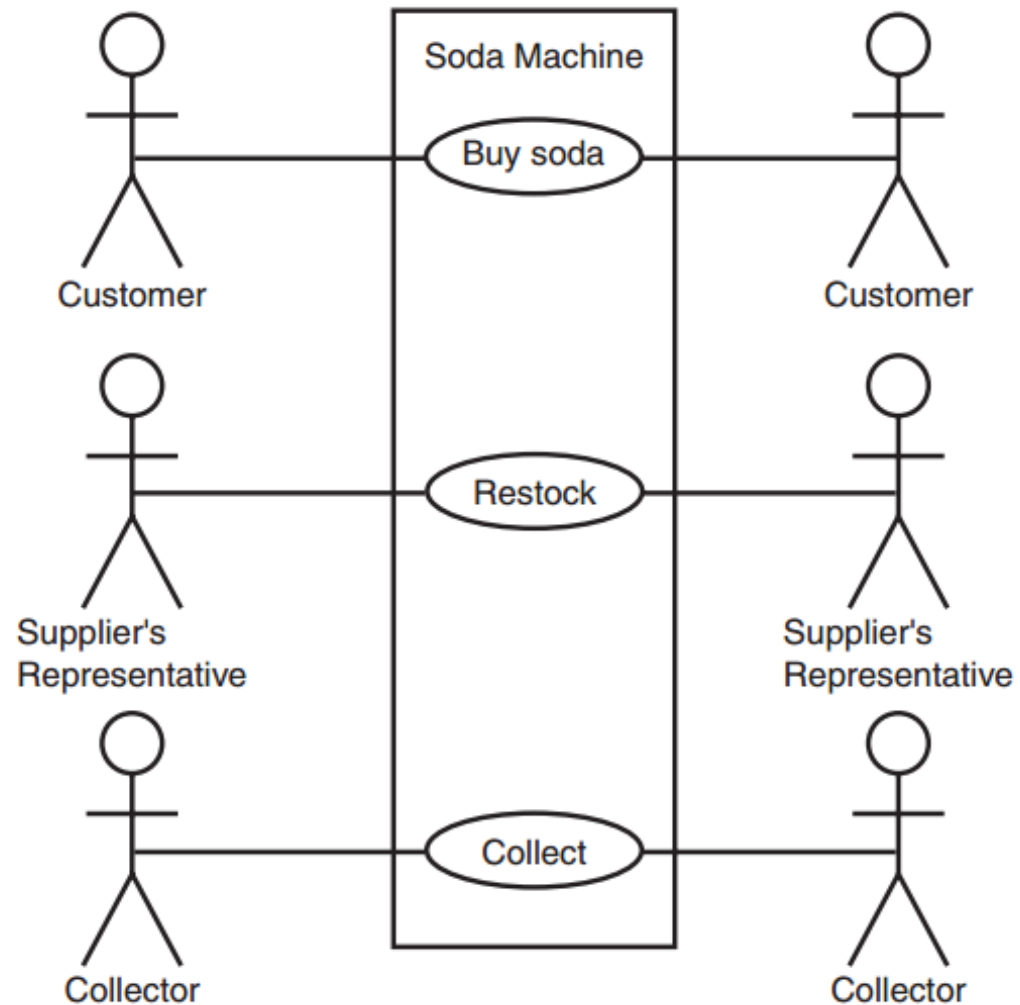 Soda Machine
Buy soda
Customer
Customer
Restock
Supplier's
Representative
Supplier's
Representative
Collect
Collector
Collector